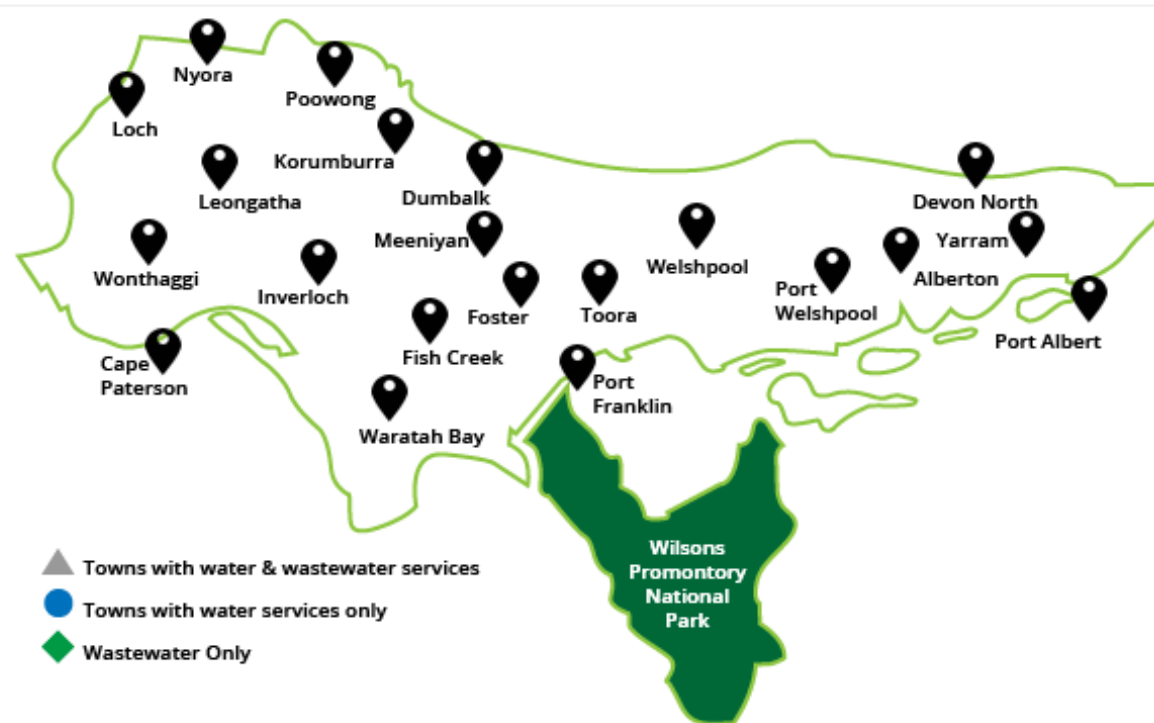 Nyora
Poowong
Loch
Korumburra
Leongatha
Dumbalk
Devon North
Meeniyan
Yarram
Welshpool
Wonthaggi
Inverloch
Alberton
Port
Welshpool
Foster
Toora
Port Albert
Fish Creek
Cape
Paterson
Port
Franklin
Waratah Bay
Wilsons
Promontory
National
Park
Towns with water & wastewater services
Towns with water services only
Wastewater Only